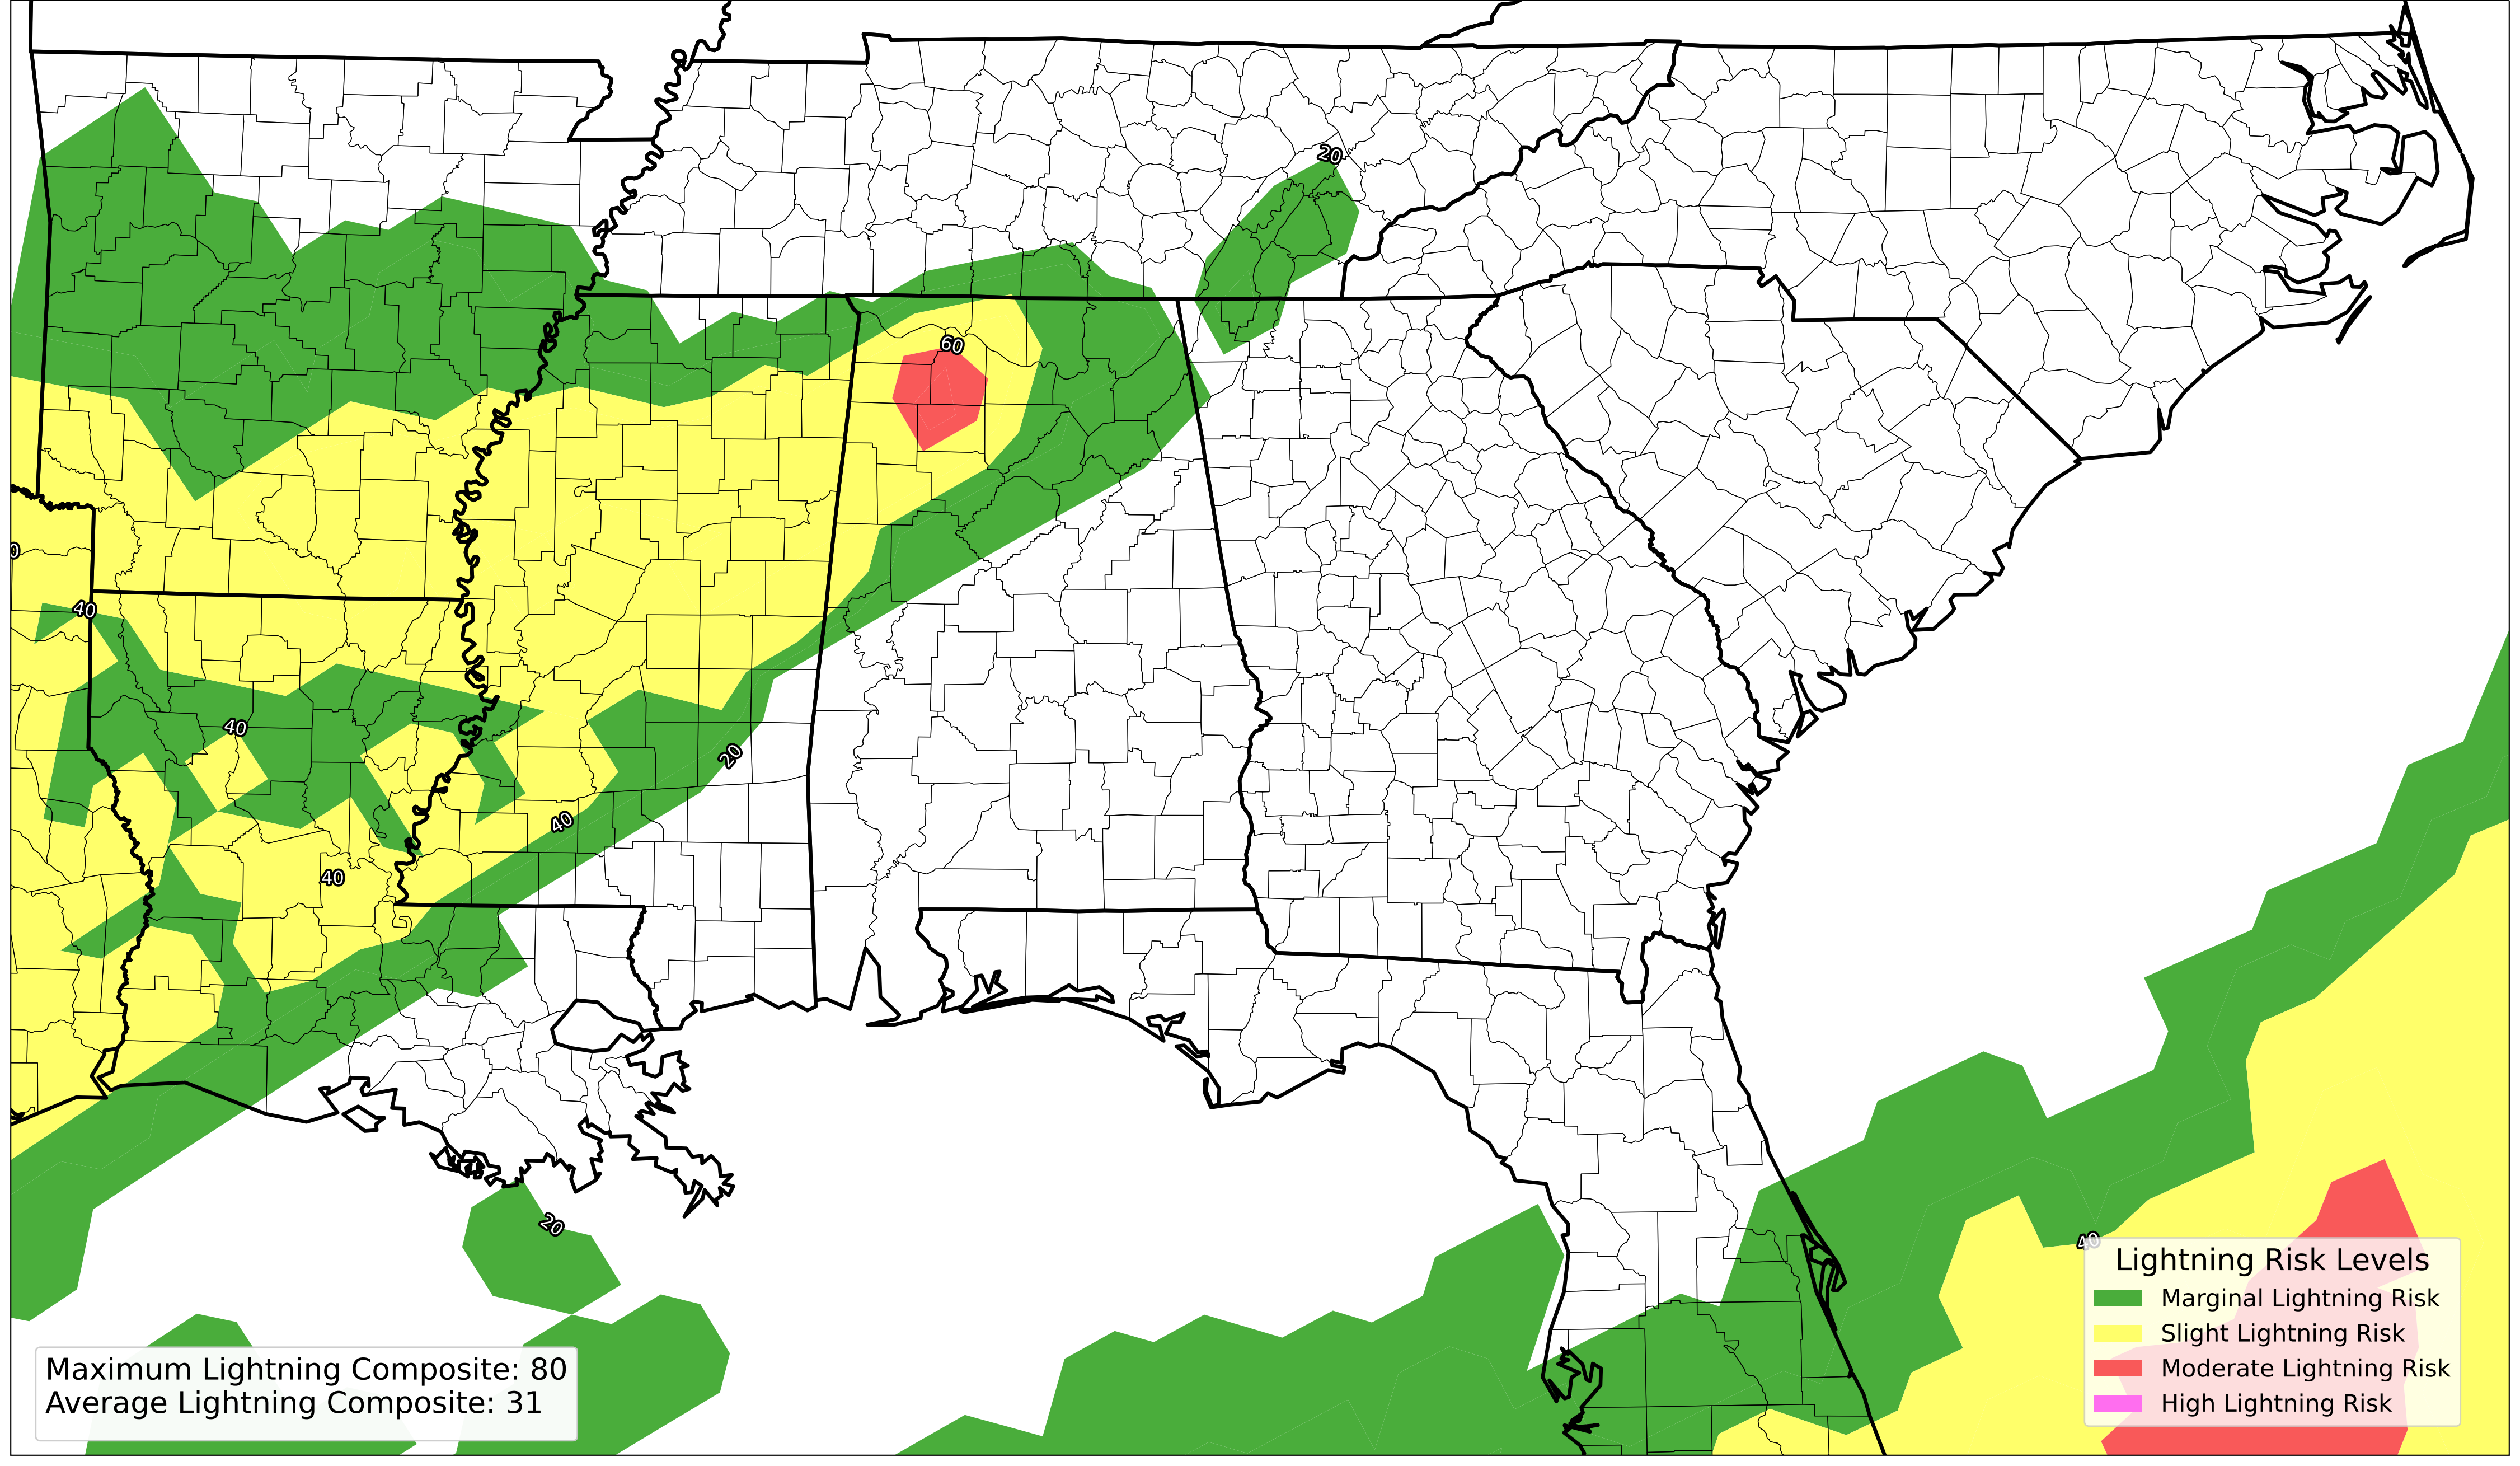 20
60
0
40
40
20
40
40
20
40
Lightning Risk Levels
Marginal Lightning Risk
Slight Lightning Risk
Moderate Lightning Risk
High Lightning Risk
Maximum Lightning Composite: 80
Average Lightning Composite: 31